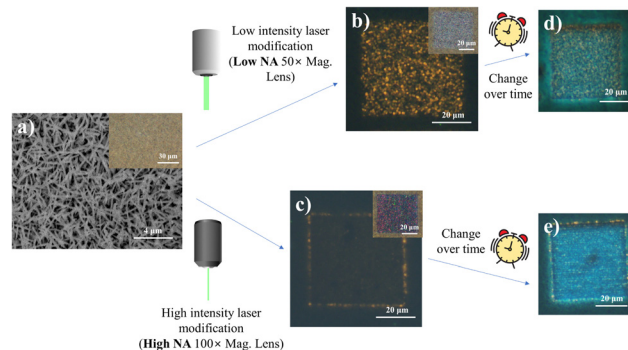 Low intensity laser
modification
(Low NA 50× Mag.
Lens)
b)
20 μm
20 μm
Change
over time
d)
20 μm
a)
30 μm
4 μm
c)
20 μm
20 μm
Change
over time
e)
20 μm
High intensity laser
modification
(High NA 100× Mag. Lens)